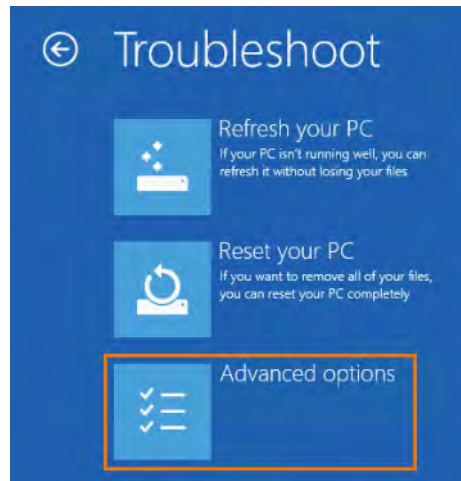 Troubleshoot
Refresh your PC
If your PC isn't running well, you can
refresh it without losing your files
Reset your PC
If you want to remove all of your files,
you can reset your PC completely
Advanced options